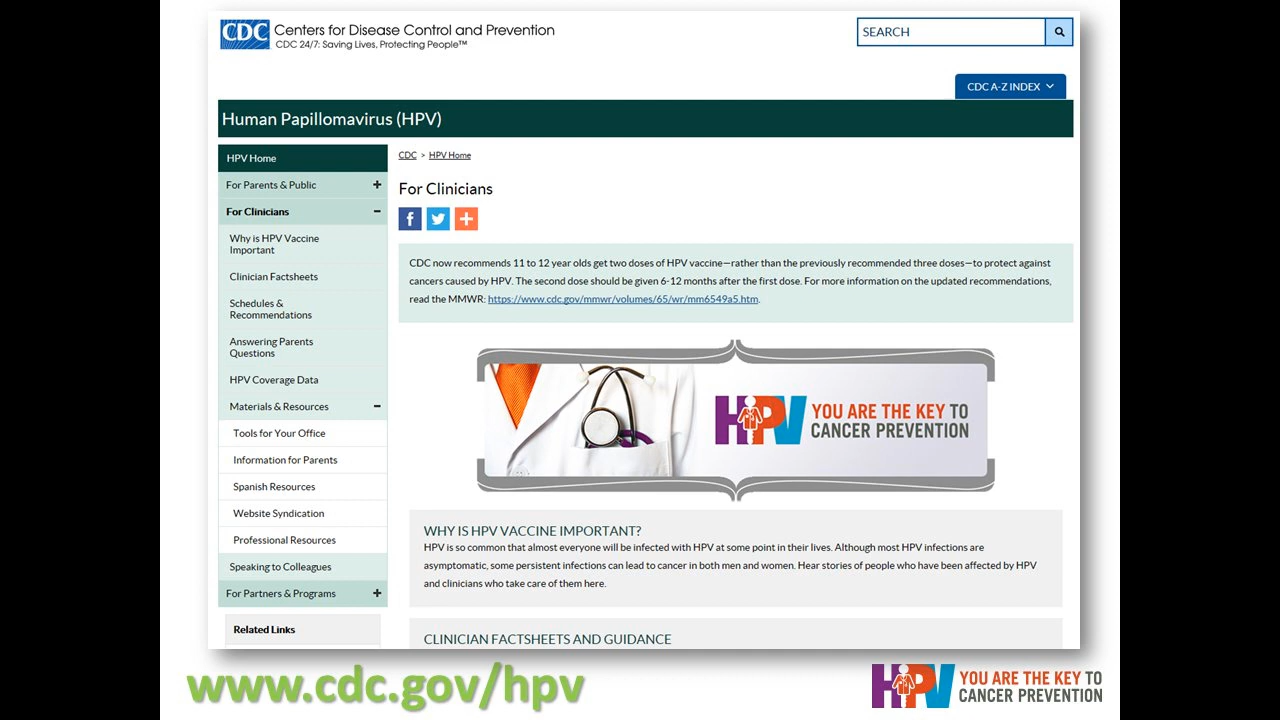 CDC Centers for Disease Control and Prevention
CDC 24/7: Saving Lives, Protecting People™
SEARCH
CDC A-Z INDEX
Human Papillomavirus (HPV)
HPV Home
For Parents & Public
For Clinicians
Why is HPV Vaccine
Important
Clinician Factsheets
Schedules &
Recommendations
Answering Parents
Questions
HPV Coverage Data
Materials & Resources
Tools for Your Office
Information for Parents
Spanish Resources
Website Syndication
Professional Resources
Speaking to Colleagues
For Partners & Programs
Related Links
CDC > HPV Home
For Clinicians
CDC now recommends 11 to 12 year olds get two doses of HPV vaccine—rather than the previously recommended three doses—to protect against
cancers caused by HPV. The second dose should be given 6-12 months after the first dose. For more information on the updated recommendations,
read the MMWR: https://www.cdc.gov/mmwr/volumes/65/wr/mm6549a5.htm.
HPV YOU ARE THE KEY TO
CANCER PREVENTION
WHY IS HPV VACCINE IMPORTANT?
HPV is so common that almost everyone will be infected with HPV at some point in their lives. Although most HPV infections are
asymptomatic, some persistent infections can lead to cancer in both men and women. Hear stories of people who have been affected by HPV
and clinicians who take care of them here.
CLINICIAN FACTSHEETS AND GUIDANCE
www.cdc.gov/hpv
HPV YOU ARE THE KEY TO
CANCER PREVENTION